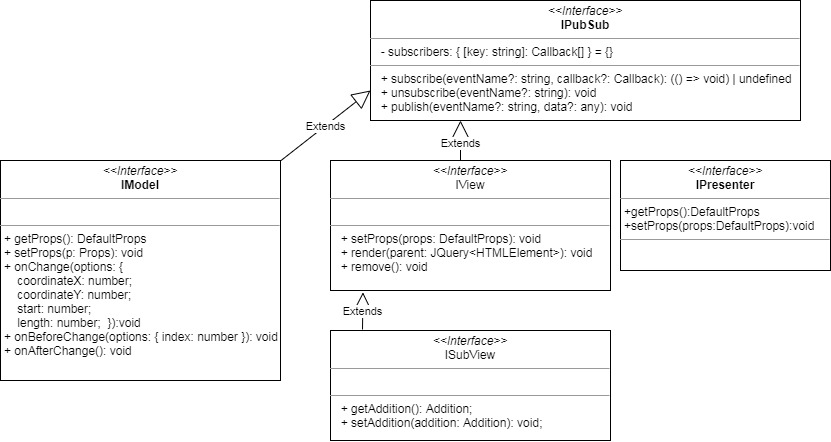 <<Interface>>
IPubSub
- subscribers: { [key: string]: Callback[] } = {}
+ subscribe(eventName?: string, callback?: Callback): (() => void) | undefined
+ unsubscribe(eventName?: string): void
+ publish(eventName?: string, data?: any): void
Extends
Extends
<<Interface>>
IModel
+ getProps(): DefaultProps
+ setProps(p: Props): void
+ onChange(options: {
coordinateX: number;
coordinateY: number;
start: number;
length: number;  }):void
+ onBeforeChange(options: { index: number }): void
+ onAfterChange(): void
<<Interface>>
IView
+ setProps(props: DefaultProps): void
+ render(parent: JQuery<HTMLElement>): void
+ remove(): void
<<Interface>>
IPresenter
+getProps():DefaultProps
+setProps(props:DefaultProps):void
Extends
<<Interface>>
ISubView
+ getAddition(): Addition;
+ setAddition(addition: Addition): void;